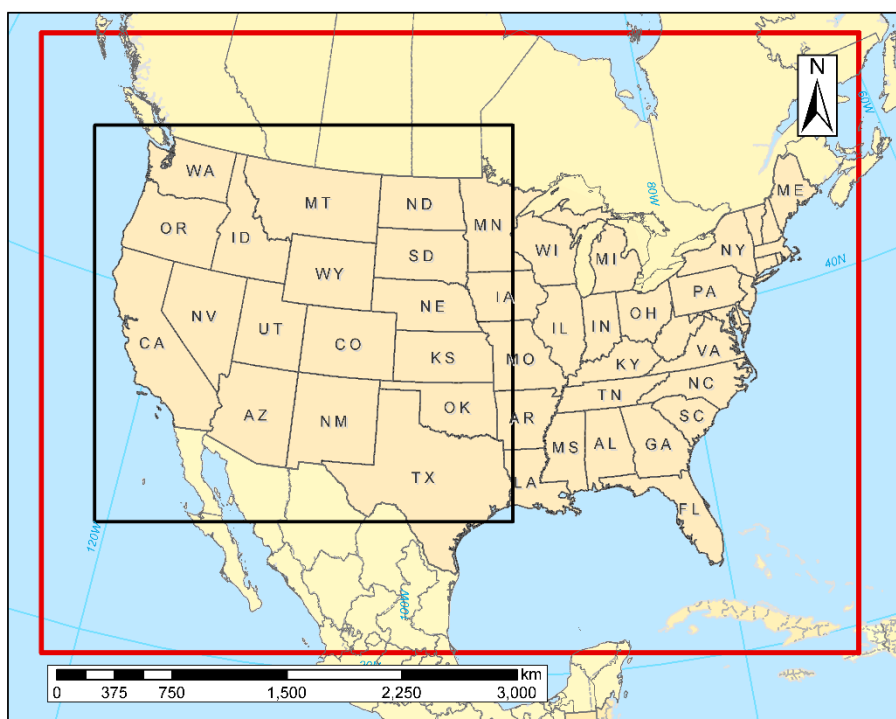 N
60W
80W
ME
WA
MT
ND
MN
OR
ID
WI
MI
NY
40N
SD
WY
PA
NE
IA
OH
NV
IL
IN
UT
CO
CA
VA
KS
MO
KY
NC
TN
AZ
NM
OK
AR
SC
MS
AL
GA
TX
LA
FL
120W
100W
km
0
375
750
1,500
2,250
3,000